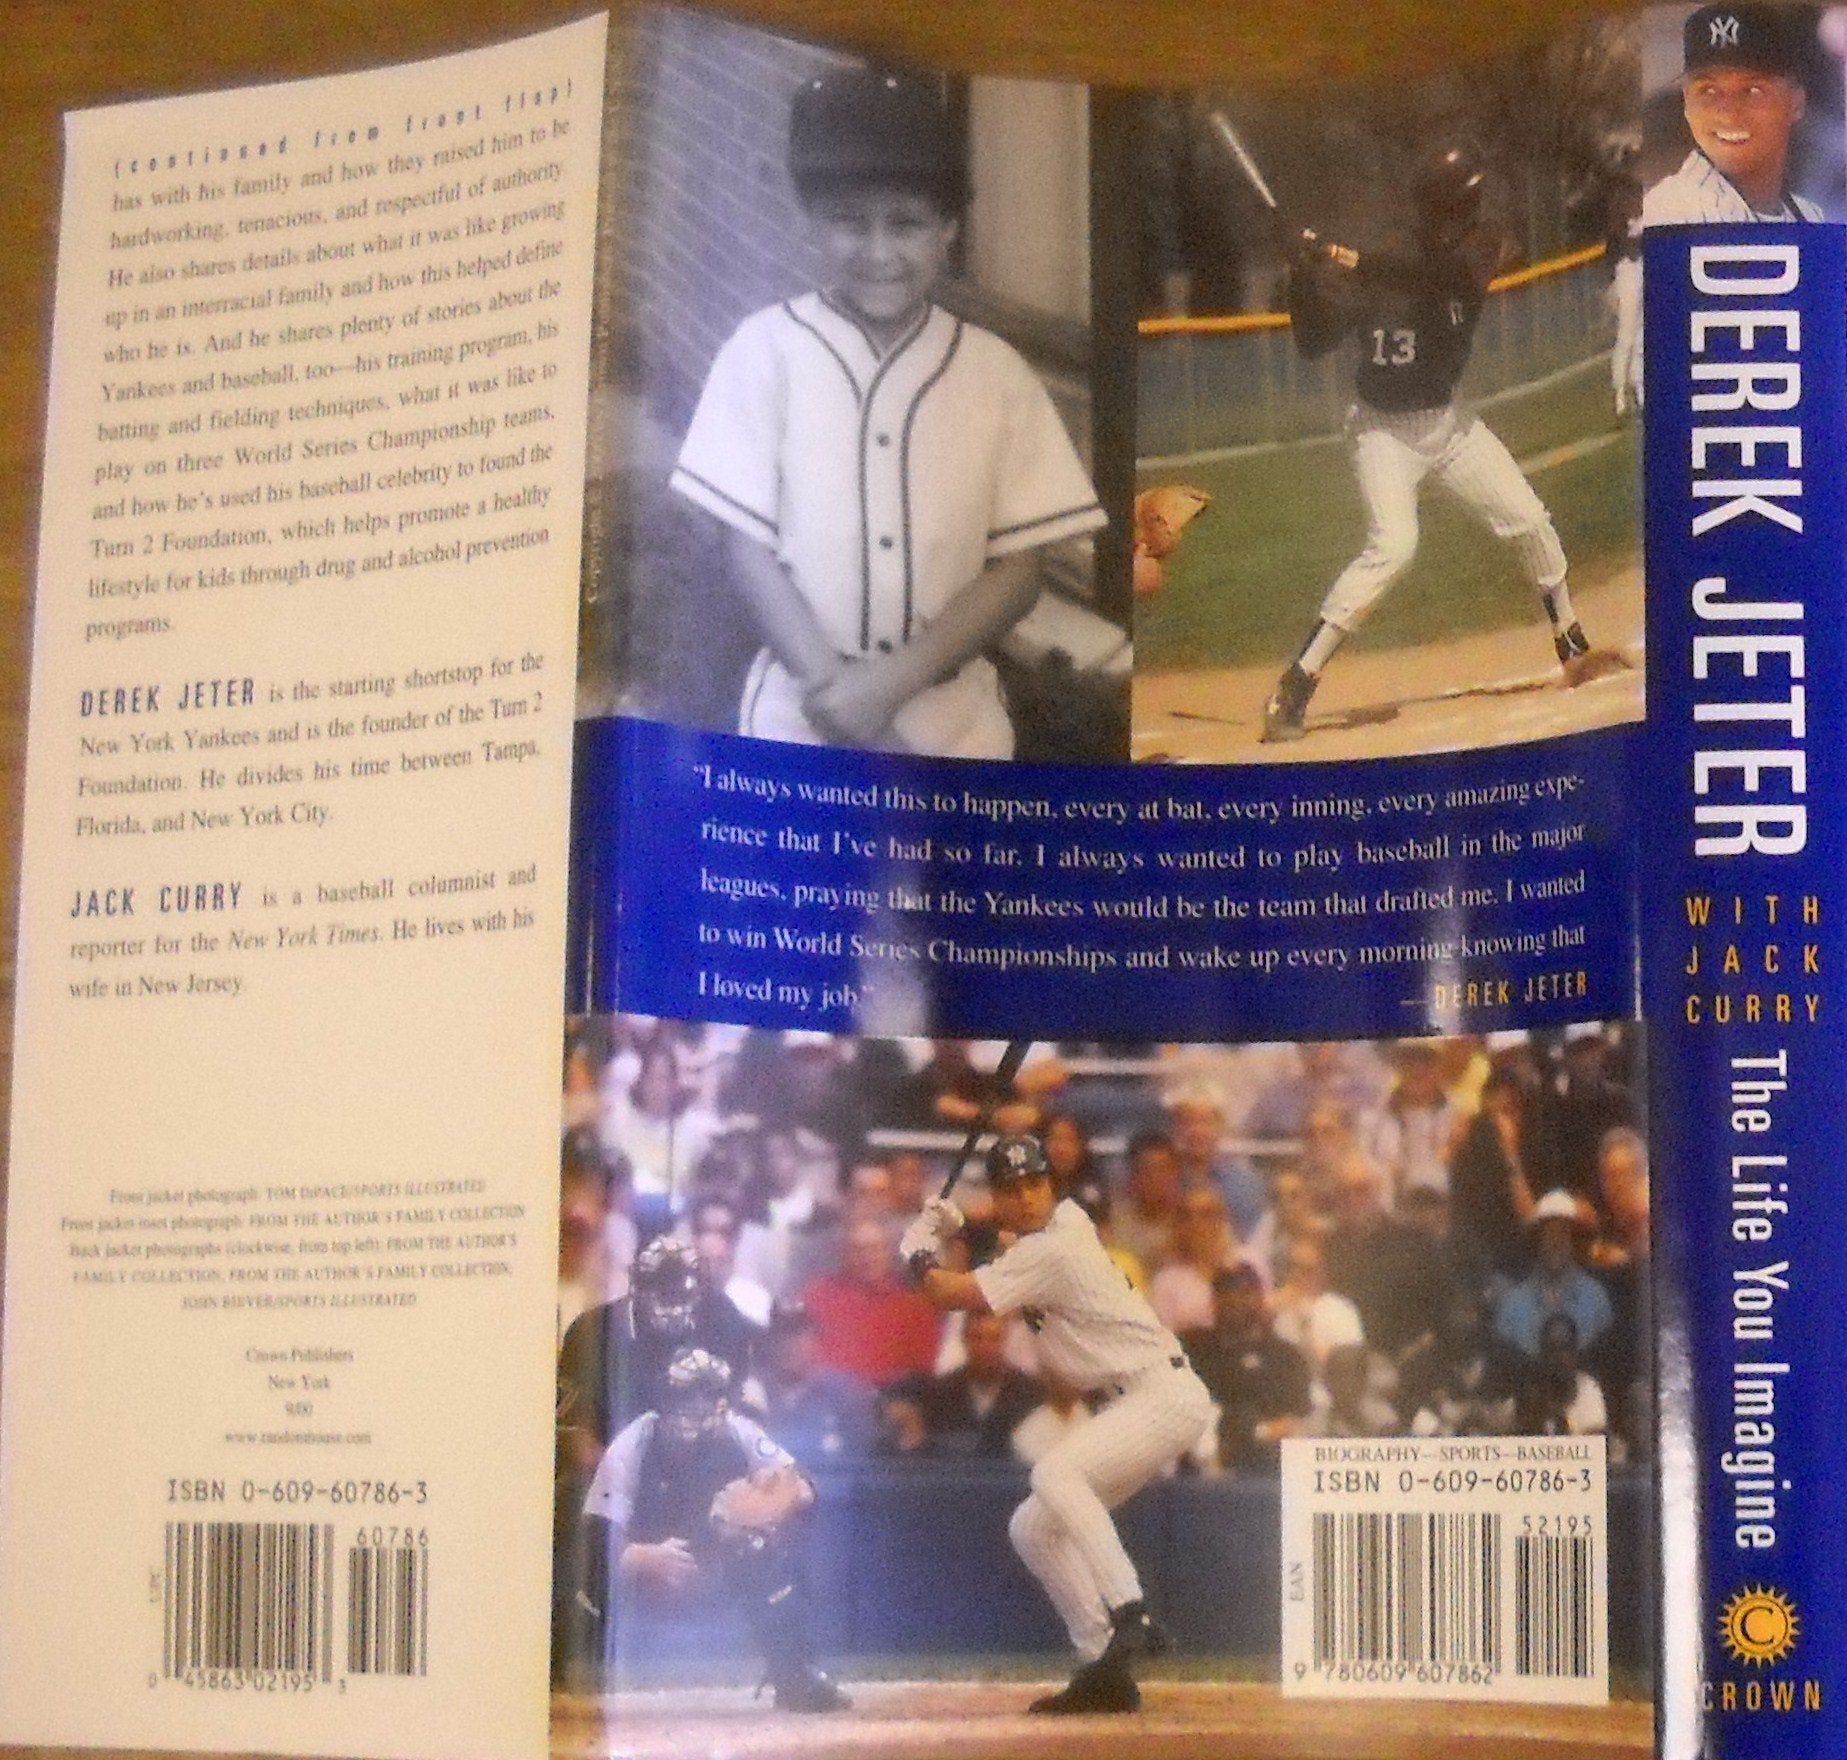 (continued from front flap)
has with his family and how they raised him to be
hardworking, tenacious, and respectful of authority
He also shares details about what it was like growing
up in an interracial family and how this helped define
who he is. And he shares plenty of stories about the
Yankees and baseball, too—his training program, his
batting and fielding techniques, what it was like to
play on three World Series Championship teams,
and how he's used his baseball celebrity to found the
Turn 2 Foundation, which helps promote a healthy
lifestyle for kids through drug and alcohol prevention
programs.
DEREK JETER is the starting shortstop for the
New York Yankees and is the founder of the Turn 2
Foundation. He divides his time between Tampa,
Florida, and New York City.
JACK CURRY is a baseball columnist and
reporter for the New York Times. He lives with his
wife in New Jersey
Front jacket photograph: TOM DiPACE/SPORTS ILLUSTRATED
Front jacket inset photograph: FROM THE AUTHOR'S FAMILY COLLECTION
Back jacket photographs (clockwise, from top left): FROM THE AUTHOR'S
FAMILY COLLECTION, FROM THE AUTHOR'S FAMILY COLLECTION,
JOHN BIEVER/SPORTS ILLUSTRATED
Crown Publishers
New York
9/00
www.randomhouse.com
ISBN 0-609-60786-3
60786
UPC
0 45863 02195 3
13
"I always wanted this to happen, every at bat, every inning, every amazing expe-
rience that I've had so far. I always wanted to play baseball in the major
leagues, praying that the Yankees would be the team that drafted me. I wanted
to win World Series Championships and wake up every morning knowing that
I loved my job."
—DEREK JETER
BIOGRAPHY—SPORTS—BASEBALL
ISBN 0-609-60786-3
52195
EAN
9 780609 607862
NY
DEREK JETER
WITH
JACK
CURRY
The Life You Imagine
C
CROWN